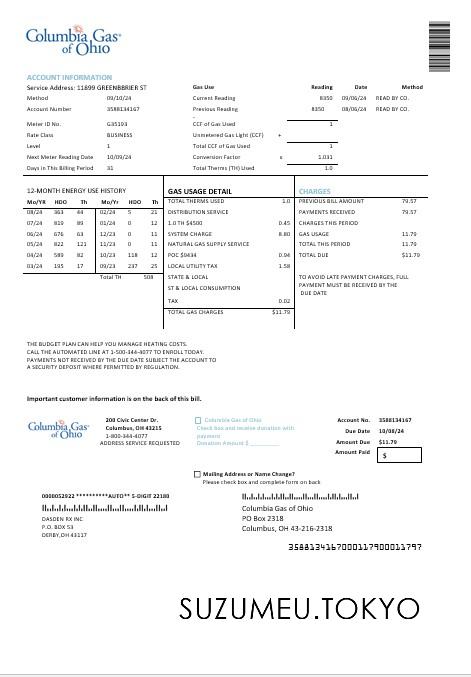 Columbia Gas®
of Ohio
ACCOUNT INFORMATION
Service Address: 11899 GREENBBRIER ST
Gas Use Reading Date Method
Method 09/10/24
Current Reading 8350 09/06/24 READ BY CO.
Account Number 3588134167
Previous Reading 8350 08/06/24 READ BY CO.
-
Meter ID No. G35193
CCF of Gas Used 1
Rate Class BUSINESS
Unmetered Gas Light (CCF) +
Level 1
Total CCF of Gas Used 1
Next Meter Reading Date 10/09/24
Conversion Factor x 1.031
Days in This Billing Period 31
Total Therms (TH) Used 1.0
12-MONTH ENERGY USE HISTORY
Mo/YR HDO Th Mo/Yr HDO Th
08/24 363 44 02/24 5 21
07/24 819 89 01/24 0 12
06/24 676 63 12/23 0 11
05/24 822 121 11/23 0 11
04/24 589 82 10/23 118 12
03/24 195 17 09/23 237 25
Total TH 508
GAS USAGE DETAIL
TOTAL THERMS USED 1.0
DISTRIBUTION SERVICE
1.0 TH $4500 0.45
SYSTEM CHARGE 8.80
NATURAL GAS SUPPLY SERVICE
POC $9434 0.94
LOCAL UTILITY TAX 1.58
STATE & LOCAL
ST & LOCAL CONSUMPTION
TAX 0.02
TOTAL GAS CHARGES $11.79
CHARGES
PREVIOUS BILL AMOUNT 79.57
PAYMENTS RECEIVED 79.57
CHARGES THIS PERIOD
GAS USAGE 11.79
TOTAL THIS PERIOD 11.79
TOTAL DUE $11.79
TO AVOID LATE PAYMENT CHARGES, FULL
PAYMENT MUST BE RECEIVED BY THE
DUE DATE
THE BUDGET PLAN CAN HELP YOU MANAGE HEATING COSTS.
CALL THE AUTOMATED LINE AT 1-500-344-4077 TO ENROLL TODAY.
PAYMENTS NOT RECEIVED BY THE DUE DATE SUBJECT THE ACCOUNT TO
A SECURITY DEPOSIT WHERE PERMITTED BY REGULATION.
Important customer information is on the back of this bill.
Columbia Gas®
of Ohio
200 Civic Center Dr.
Columbus, OH 43215
1-800-344-4077
ADDRESS SERVICE REQUESTED
Columbia Gas of Ohio
Check box and receive donation with
payment
Donation Amount $ __________
Account No. 3588134167
Due Date 10/08/24
Amount Due $11.79
Amount Paid $
Mailing Address or Name Change?
Please check box and complete form on back
0000052922 **********AUTO** 5-DIGIT 22180
DASDEN RX INC
P.O. BOX 53
DERBY,OH 43117
Columbia Gas of Ohio
PO Box 2318
Columbus, OH 43-216-2318
358813416700011790001179​7
SUZUMEU.TOKYO